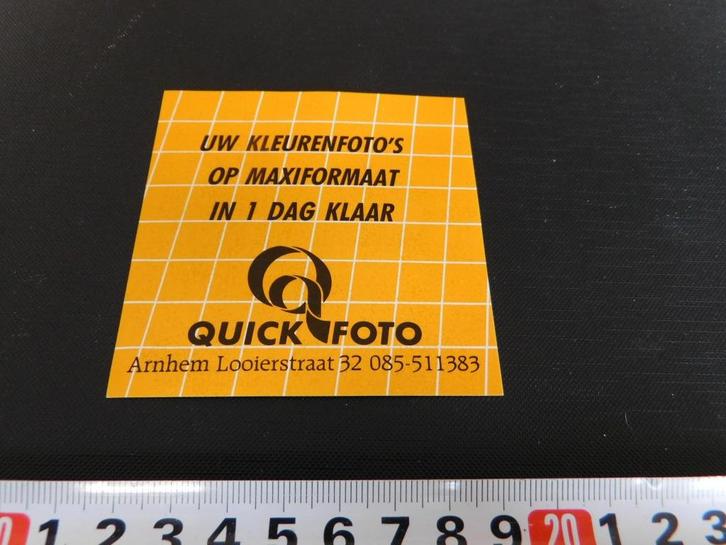 UW KLEURENFOTO'S
OP MAXIFORMAAT
IN 1 DAG KLAAR
QUICK FOTO
Arnhem Looierstraat 32 085-511383
1 2 3 4 5 6 7 8 9 20 1 2 3